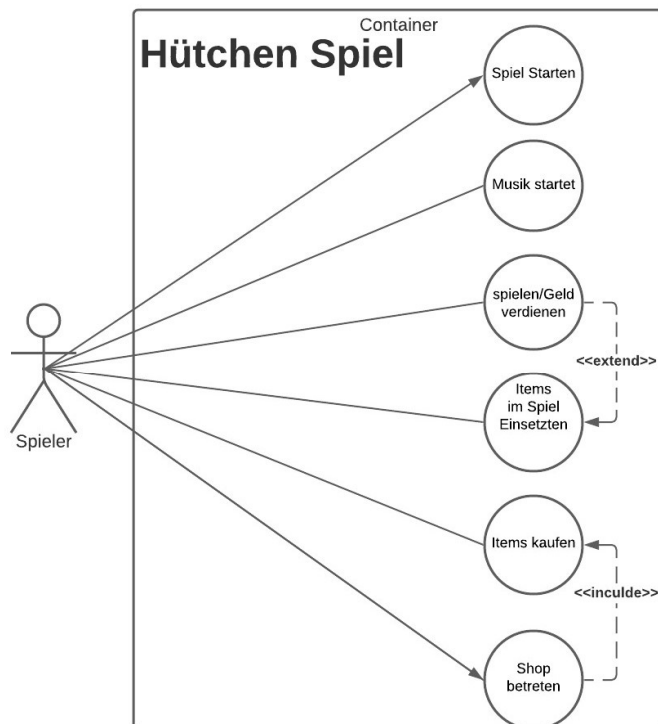 Container
Hütchen Spiel
Spiel Starten
Musik startet
spielen/Geld
verdienen
<<extend>>
Items
im Spiel
Einsetzten
Spieler
Items kaufen
<<inculde>>
Shop
betreten